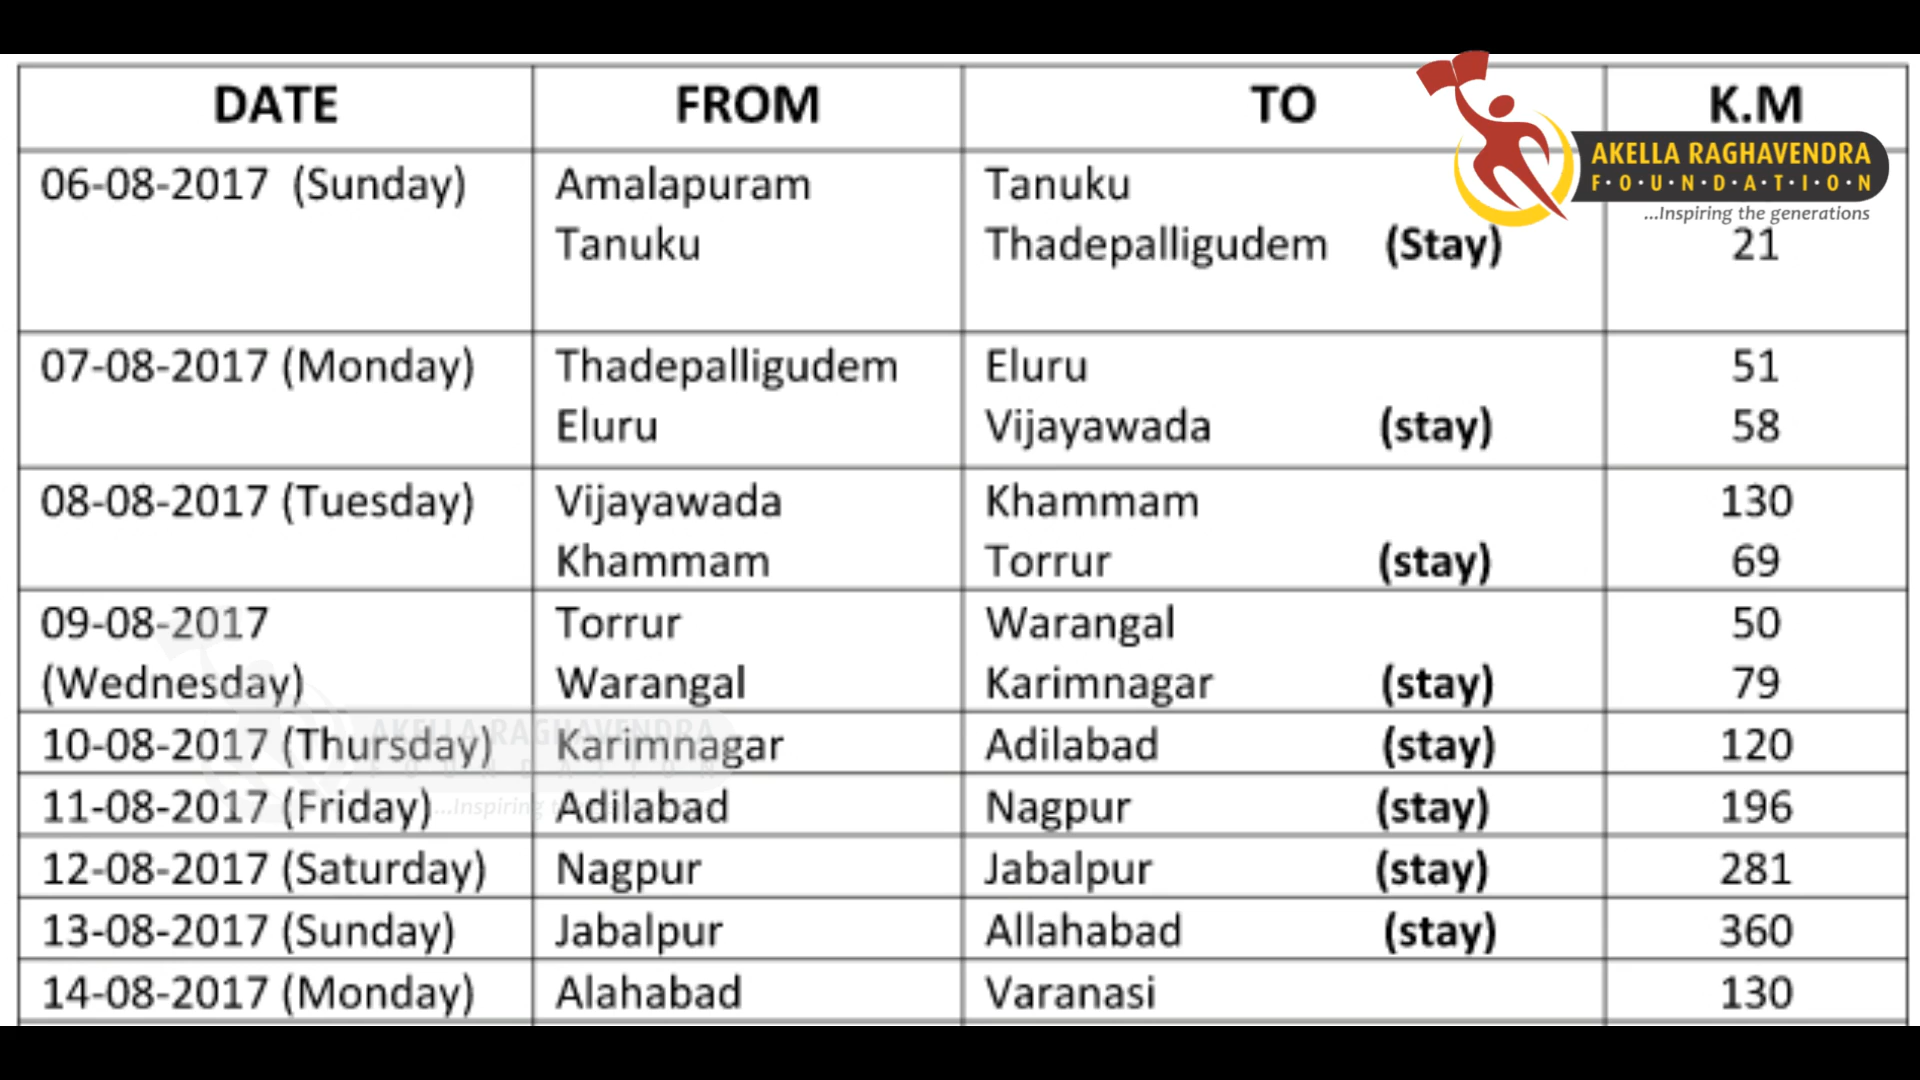 DATE FROM TO K.M
AKELLA RAGHAVENDRA
F·O·U·N·D·A·T·I·O·N
...Inspiring the generations
06-08-2017 (Sunday) Amalapuram Tanuku
Tanuku Thadepalligudem (Stay) 21
07-08-2017 (Monday) Thadepalligudem Eluru 51
Eluru Vijayawada (stay) 58
08-08-2017 (Tuesday) Vijayawada Khammam 130
Khammam Torrur (stay) 69
09-08-2017 Torrur Warangal 50
(Wednesday) Warangal Karimnagar (stay) 79
AKELLA RAGHAVENDRA
FOUNDATION
...Inspiring
10-08-2017 (Thursday) Karimnagar Adilabad (stay) 120
11-08-2017 (Friday) Adilabad Nagpur (stay) 196
12-08-2017 (Saturday) Nagpur Jabalpur (stay) 281
13-08-2017 (Sunday) Jabalpur Allahabad (stay) 360
14-08-2017 (Monday) Alahabad Varanasi 130